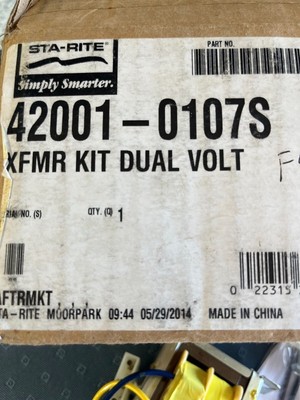 STA-RITE®
Simply Smarter.
PART NO.
42001-0107S
XFMR KIT DUAL VOLT
NO. (S)
QTY. (Q) 1
0 22315
AFTRMKT
STA-RITE MOORPARK 09:44 05/29/2014 MADE IN CHINA